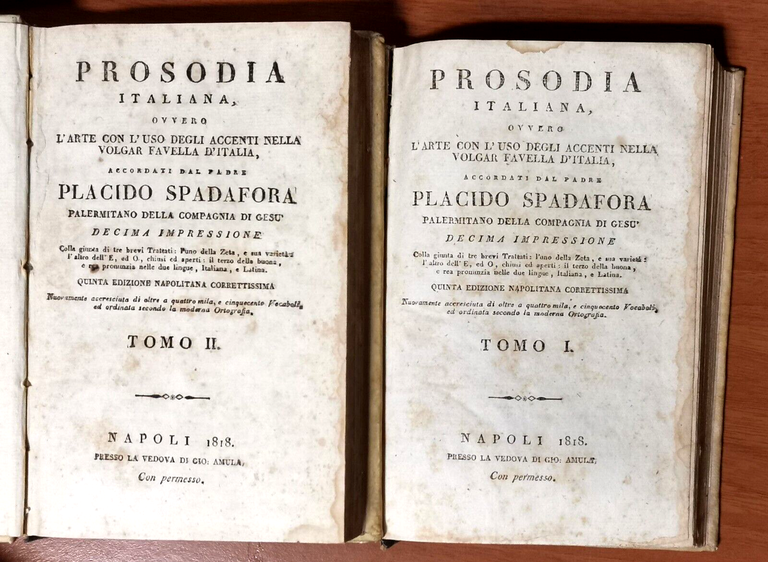 PROSODIA
ITALIANA,
OVVERO
L'ARTE CON L'USO DEGLI ACCENTI NELLA
VOLGAR FAVELLA D'ITALIA,
ACCORDATI DAL PADRE
PLACIDO SPADAFORA
PALERMITANO DELLA COMPAGNIA DI GESU'
DECIMA IMPRESSIONE
Colla giunta di tre brevi Trattati: l'uno della Zeta, e sua varietà:
l'altro dell'E, ed O, chiusi ed aperti: il terzo della buona,
e rea pronunzia nelle due lingue, Italiana, e Latina.
QUINTA EDIZIONE NAPOLITANA CORRETTISSIMA
Nuovamente accresciuta di oltre a quattro mila, e cinquecento Vocaboli,
ed ordinata secondo la moderna Ortografia.
TOMO II.
NAPOLI 1818.
PRESSO LA VEDOVA DI GIO: AMULA,
Con permesso.
PROSODIA
ITALIANA,
OVVERO
L'ARTE CON L'USO DEGLI ACCENTI NELLA
VOLGAR FAVELLA D'ITALIA,
ACCORDATI DAL PADRE
PLACIDO SPADAFORA
PALERMITANO DELLA COMPAGNIA DI GESU'
DECIMA IMPRESSIONE
Colla giunta di tre brevi Trattati: l'uno della Zeta, e sua varietà:
l'altro dell'E, ed O, chiusi ed aperti: il terzo della buona,
e rea pronunzia nelle due lingue, Italiana, e Latina.
QUINTA EDIZIONE NAPOLITANA CORRETTISSIMA
Nuovamente accresciuta di oltre a quattro mila, e cinquecento Vocaboli,
ed ordinata secondo la moderna Ortografia.
TOMO I.
NAPOLI 1818.
PRESSO LA VEDOVA DI GIO: AMULA,
Con permesso.